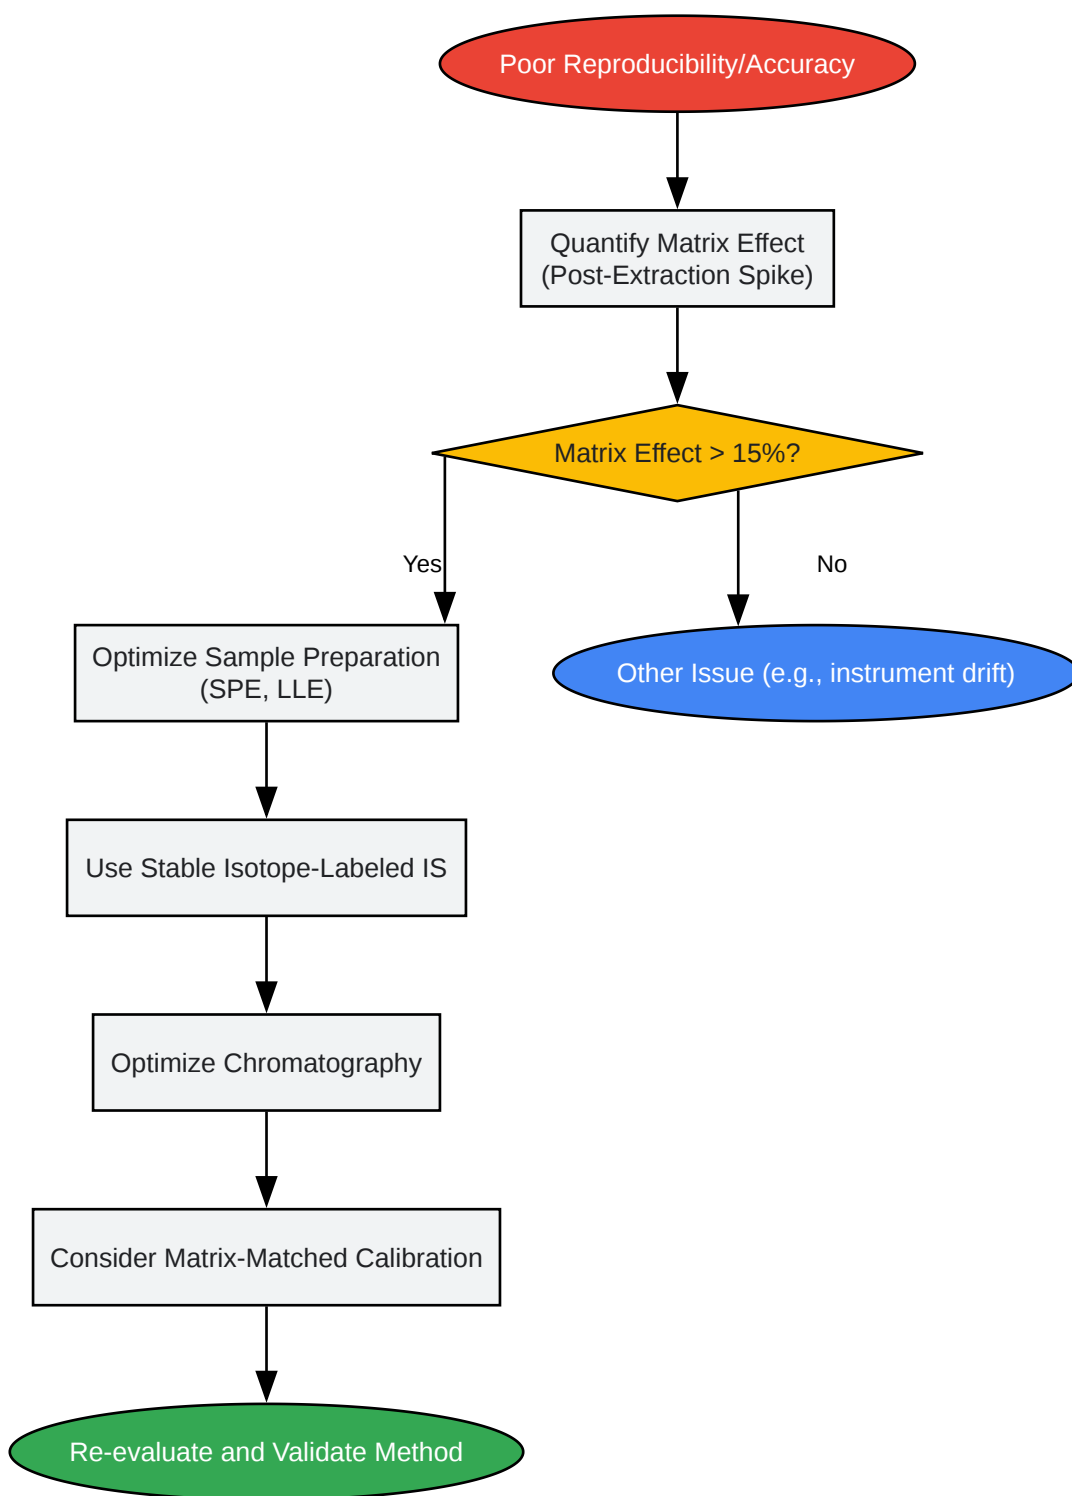 Poor Reproducibility/Accuracy
Quantify Matrix Effect
(Post-Extraction Spike)
Matrix Effect > 15%?
Yes
No
Optimize Sample Preparation
(SPE, LLE)
Other Issue (e.g., instrument drift)
Use Stable Isotope-Labeled IS
Optimize Chromatography
Consider Matrix-Matched Calibration
Re-evaluate and Validate Method